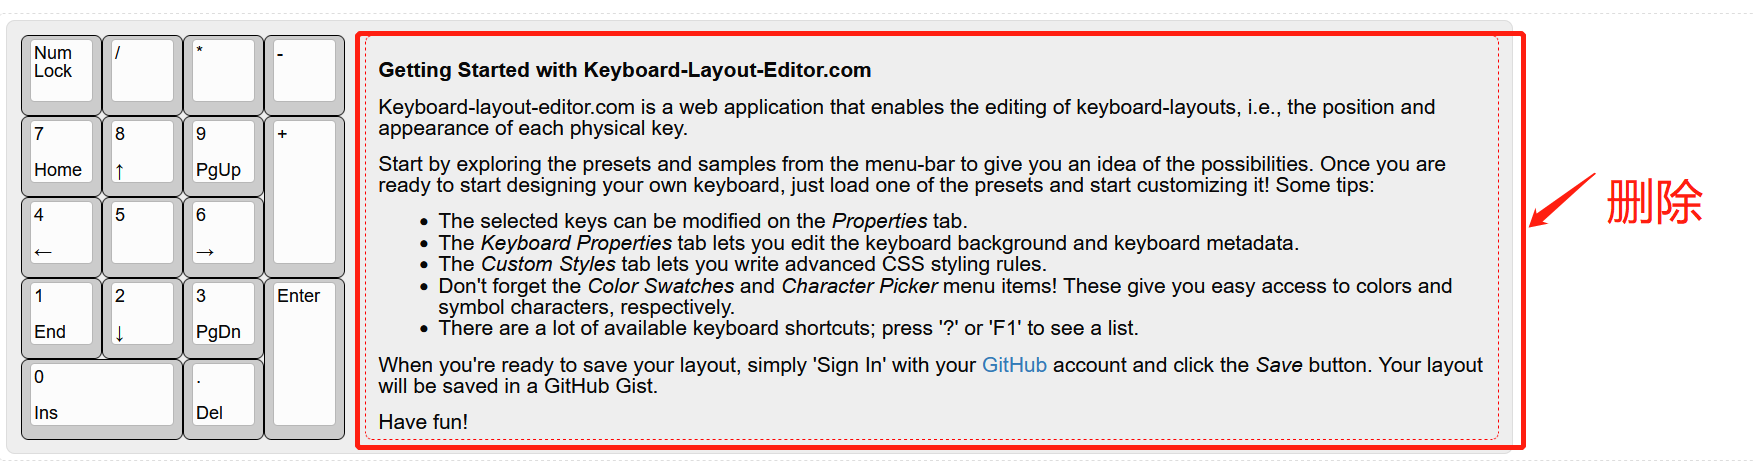 Num
Lock
/
*
-
7
Home
8
↑
9
PgUp
+
4
←
5
6
→
1
End
2
↓
3
PgDn
Enter
0
Ins
.
Del
Getting Started with Keyboard-Layout-Editor.com
Keyboard-layout-editor.com is a web application that enables the editing of keyboard-layouts, i.e., the position and
appearance of each physical key.
Start by exploring the presets and samples from the menu-bar to give you an idea of the possibilities. Once you are
ready to start designing your own keyboard, just load one of the presets and start customizing it! Some tips:
• The selected keys can be modified on the Properties tab.
• The Keyboard Properties tab lets you edit the keyboard background and keyboard metadata.
• The Custom Styles tab lets you write advanced CSS styling rules.
• Don't forget the Color Swatches and Character Picker menu items! These give you easy access to colors and
symbol characters, respectively.
• There are a lot of available keyboard shortcuts; press '?' or 'F1' to see a list.
When you're ready to save your layout, simply 'Sign In' with your GitHub account and click the Save button. Your layout
will be saved in a GitHub Gist.
Have fun!
删除